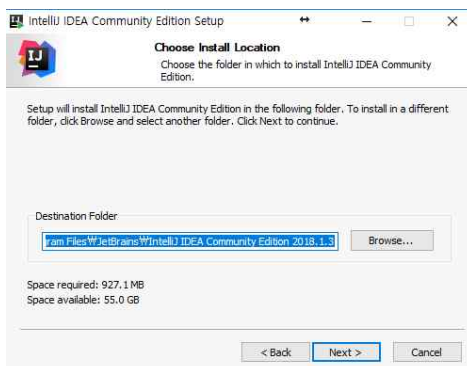 IntelliJ IDEA Community Edition Setup
IJ
Choose Install Location
Choose the folder in which to install IntelliJ IDEA Community
Edition.
Setup will install IntelliJ IDEA Community Edition in the following folder. To install in a different
folder, click Browse and select another folder. Click Next to continue.
Destination Folder
ram Files₩JetBrains₩IntelliJ IDEA Community Edition 2018.1.3
Browse...
Space required: 927.1 MB
Space available: 55.0 GB
< Back
Next >
Cancel